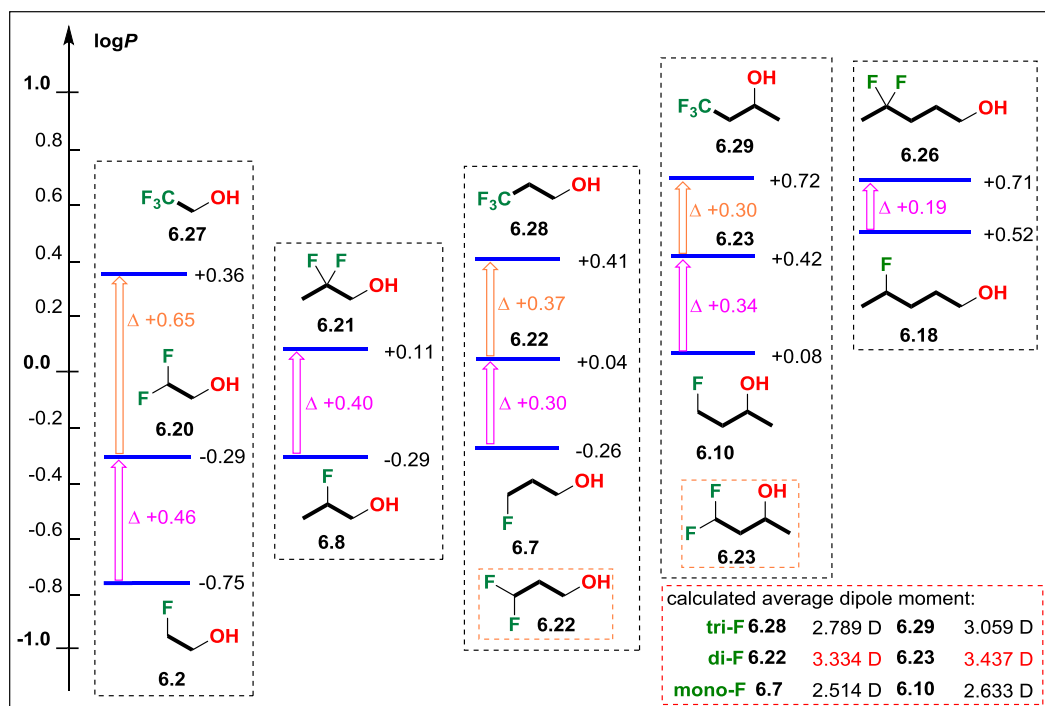 logP
1.0
0.8
0.6
0.4
0.2
0.0
-0.2
-0.4
-0.6
-0.8
-1.0
F₃C OH
6.27
+0.36
Δ +0.65
F
F OH
6.20
-0.29
Δ +0.46
-0.75
F
OH
6.2
F F
OH
6.21
+0.11
Δ +0.40
-0.29
F
OH
6.8
OH
F₃C
6.28
+0.41
Δ +0.37
6.22
+0.04
Δ +0.30
-0.26
OH
F
6.7
F OH
F
6.22
OH
F₃C
6.29
+0.72
Δ +0.30
6.23
+0.42
Δ +0.34
+0.08
F OH
6.10
F OH
F
6.23
F F
OH
6.26
+0.71
Δ +0.19
+0.52
F
OH
6.18
calculated average dipole moment:
tri-F 6.28 2.789 D 6.29 3.059 D
di-F 6.22 3.334 D 6.23 3.437 D
mono-F 6.7 2.514 D 6.10 2.633 D